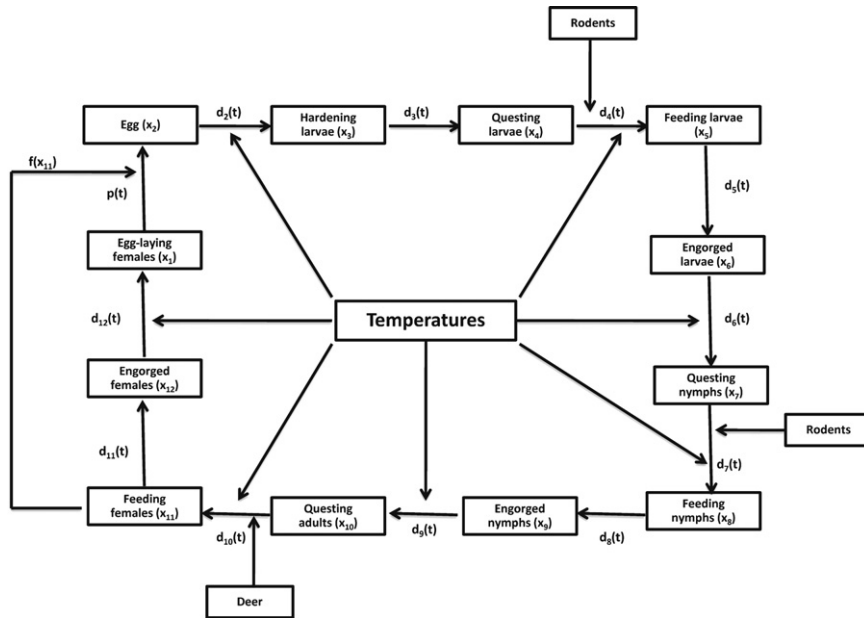 Rodents
d₂(t)
d₃(t)
d₄(t)
Egg (x₂)
Hardening
larvae (x₃)
Questing
larvae (x₄)
Feeding larvae
(x₅)
f(x₁₁)
p(t)
d₅(t)
Egg-laying
females (x₁)
Engorged
larvae (x₆)
Temperatures
d₁₂(t)
d₆(t)
Engorged
females (x₁₂)
Questing
nymphs (x₇)
Rodents
d₁₁(t)
d₇(t)
Feeding
females (x₁₁)
Questing
adults (x₁₀)
Engorged
nymphs (x₉)
Feeding
nymphs (x₈)
d₁₀(t)
d₉(t)
d₈(t)
Deer